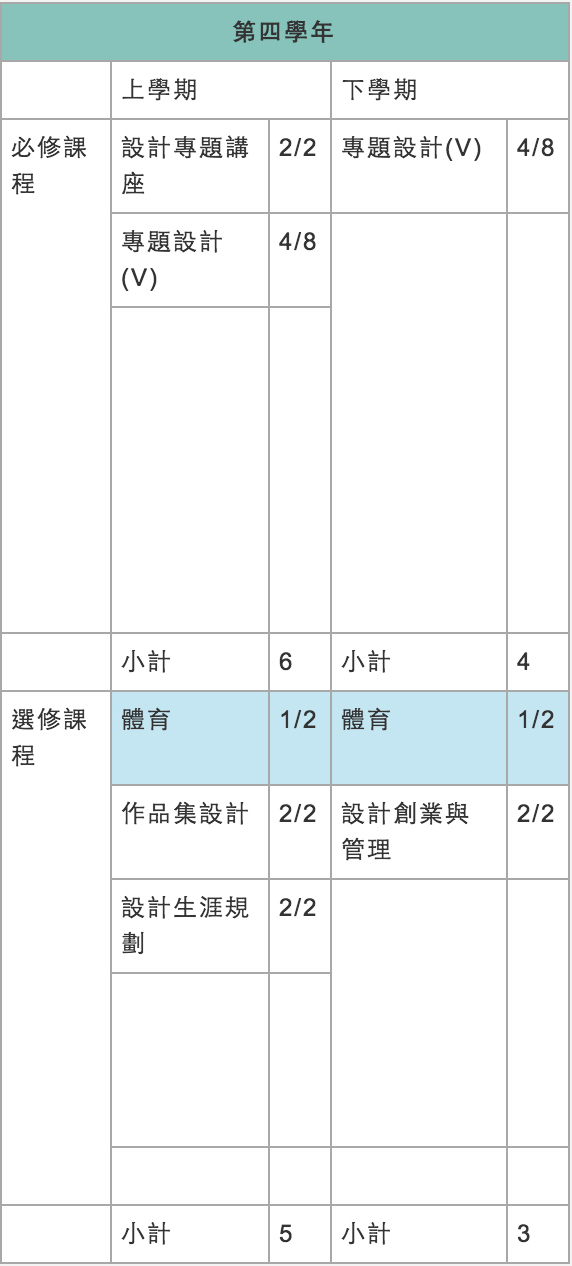 第四學年
上學期 下學期
必修課 設計專題講 2/2 專題設計(V) 4/8
程 座
專題設計 4/8
(V)
小計 6 小計 4
選修課 體育 1/2 體育 1/2
程
作品集設計 2/2 設計創業與 2/2
管理
設計生涯規 2/2
劃
小計 5 小計 3